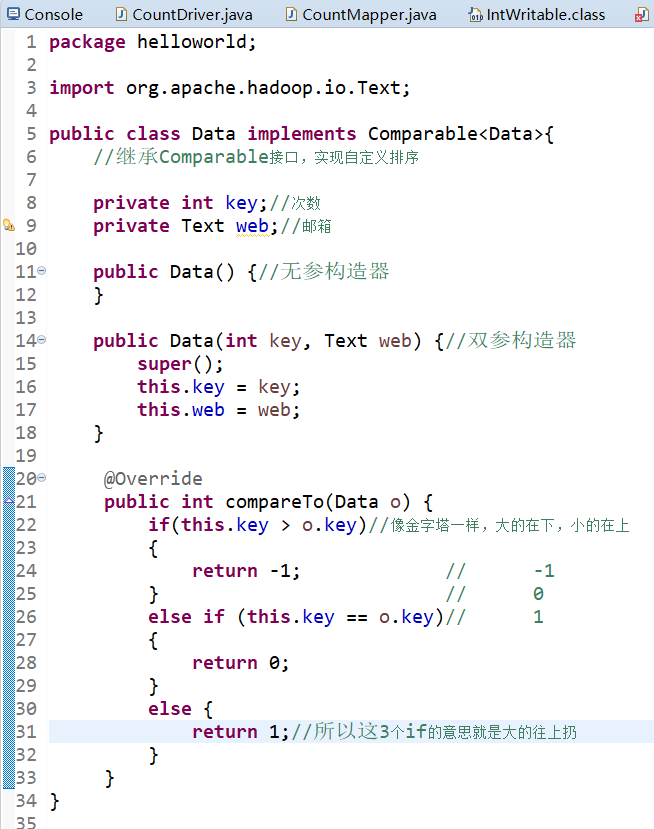 Console CountDriver.java CountMapper.java IntWritable.class
1 package helloworld;
2
3 import org.apache.hadoop.io.Text;
4
5 public class Data implements Comparable<Data>{
6 //继承Comparable接口，实现自定义排序
7
8 private int key;//次数
9 private Text web;//邮箱
10
11 public Data() {//无参构造器
12 }
13
14 public Data(int key, Text web) {//双参构造器
15 super();
16 this.key = key;
17 this.web = web;
18 }
19
20 @Override
21 public int compareTo(Data o) {
22 if(this.key > o.key)//像金字塔一样，大的在下，小的在上
23 {
24 return -1; // -1
25 } // 0
26 else if (this.key == o.key)// 1
27 {
28 return 0;
29 }
30 else {
31 return 1;//所以这3个if的意思就是大的往上扔
32 }
33 }
34 }
35